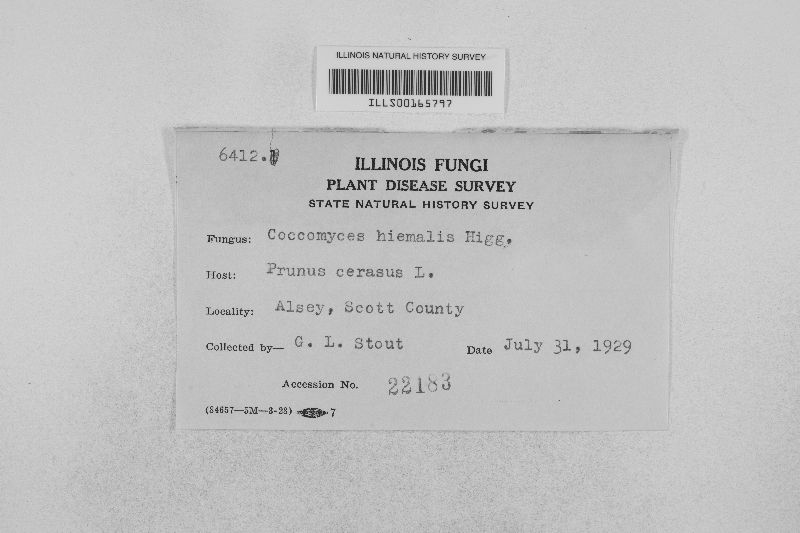 ILLINOIS NATURAL HISTORY SURVEY
ILLS00165797
6412.
ILLINOIS FUNGI
PLANT DISEASE SURVEY
STATE NATURAL HISTORY SURVEY
Fungus: Coccomyces hiemalis Higg.
Host: Prunus cerasus L.
Locality: Alsey, Scott County
Collected by— G. L. Stout Date July 31, 1929
Accession No. 22183
(84657—5M—3-28) 7